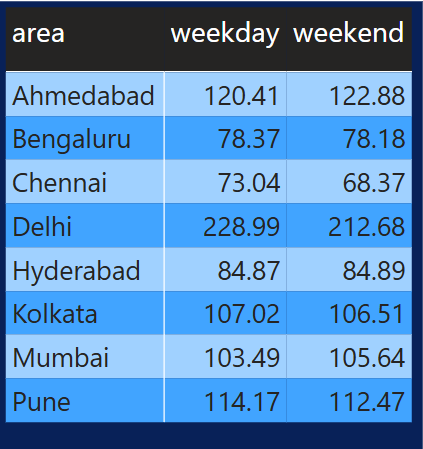 area weekday weekend
Ahmedabad 120.41 122.88
Bengaluru 78.37 78.18
Chennai 73.04 68.37
Delhi 228.99 212.68
Hyderabad 84.87 84.89
Kolkata 107.02 106.51
Mumbai 103.49 105.64
Pune 114.17 112.47